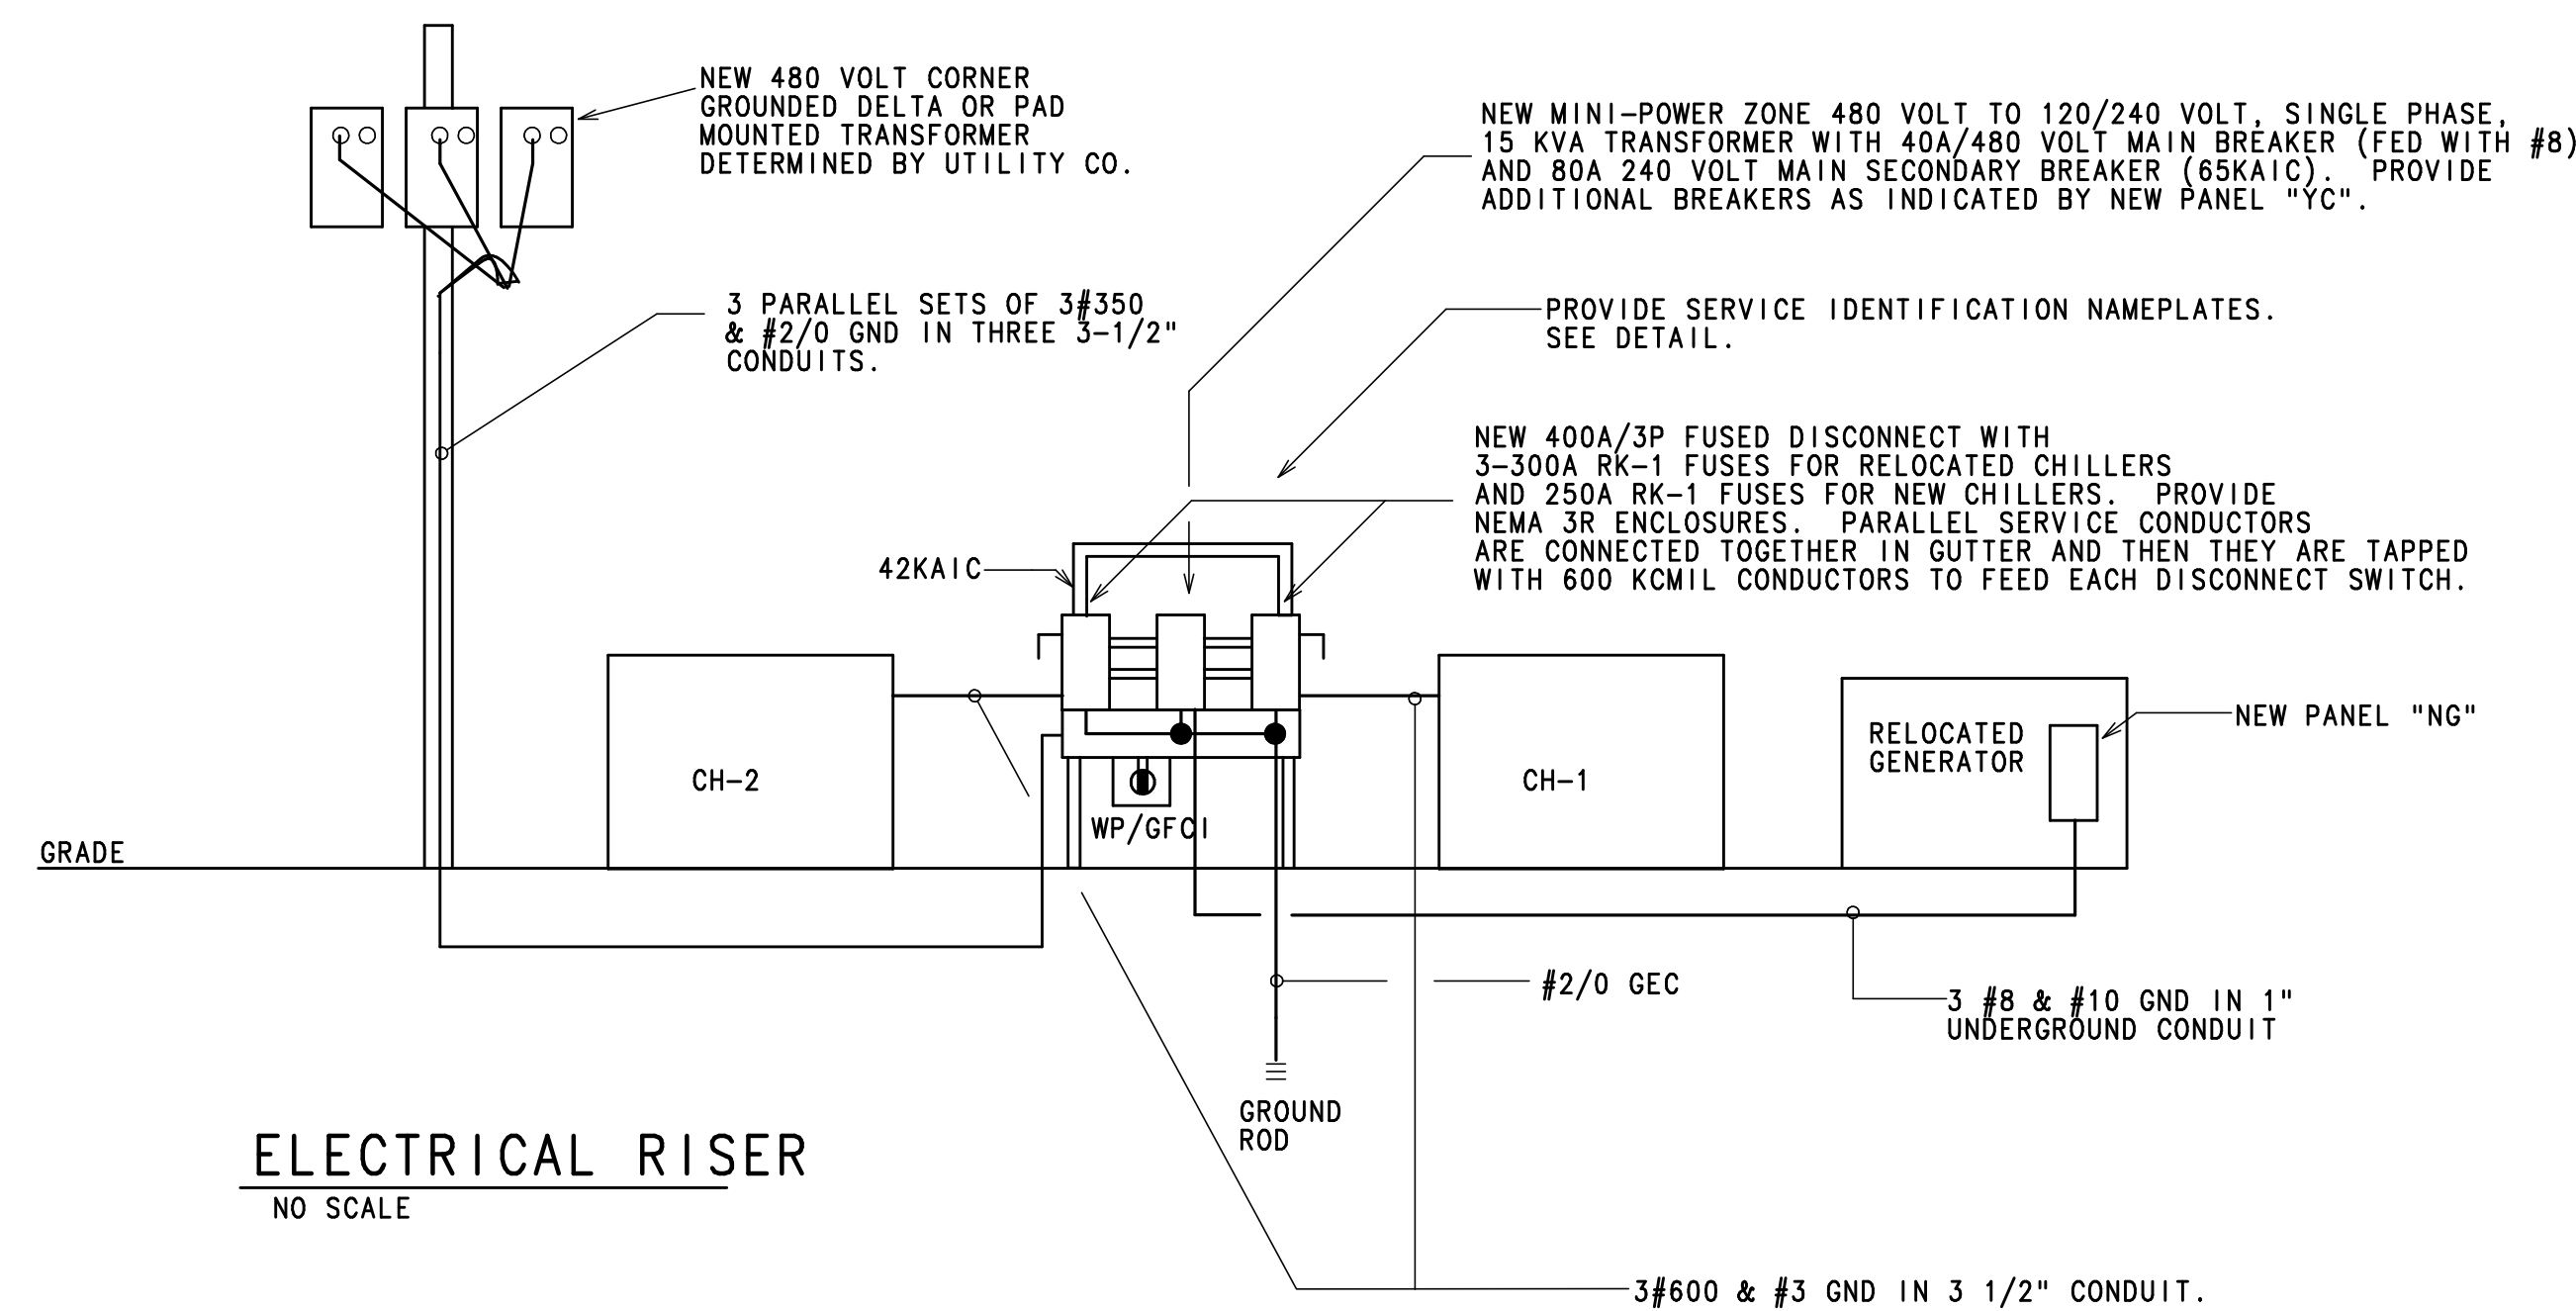 NEW 480 VOLT CORNER
GROUNDED DELTA OR PAD
MOUNTED TRANSFORMER
DETERMINED BY UTILITY CO.
NEW MINI-POWER ZONE 480 VOLT TO 120/240 VOLT, SINGLE PHASE,
15 KVA TRANSFORMER WITH 40A/480 VOLT MAIN BREAKER (FED WITH #8)
AND 80A 240 VOLT MAIN SECONDARY BREAKER (65KAIC). PROVIDE
ADDITIONAL BREAKERS AS INDICATED BY NEW PANEL "YC".
3 PARALLEL SETS OF 3#350
& #2/0 GND IN THREE 3-1/2"
CONDUITS.
PROVIDE SERVICE IDENTIFICATION NAMEPLATES.
SEE DETAIL.
NEW 400A/3P FUSED DISCONNECT WITH
3-300A RK-1 FUSES FOR RELOCATED CHILLERS
AND 250A RK-1 FUSES FOR NEW CHILLERS. PROVIDE
NEMA 3R ENCLOSURES. PARALLEL SERVICE CONDUCTORS
ARE CONNECTED TOGETHER IN GUTTER AND THEN THEY ARE TAPPED
WITH 600 KCMIL CONDUCTORS TO FEED EACH DISCONNECT SWITCH.
42KAIC
CH-2
WP/GFCI
CH-1
RELOCATED
GENERATOR
NEW PANEL "NG"
GRADE
#2/0 GEC
3 #8 & #10 GND IN 1"
UNDERGROUND CONDUIT
GROUND
ROD
ELECTRICAL RISER
NO SCALE
3#600 & #3 GND IN 3 1/2" CONDUIT.